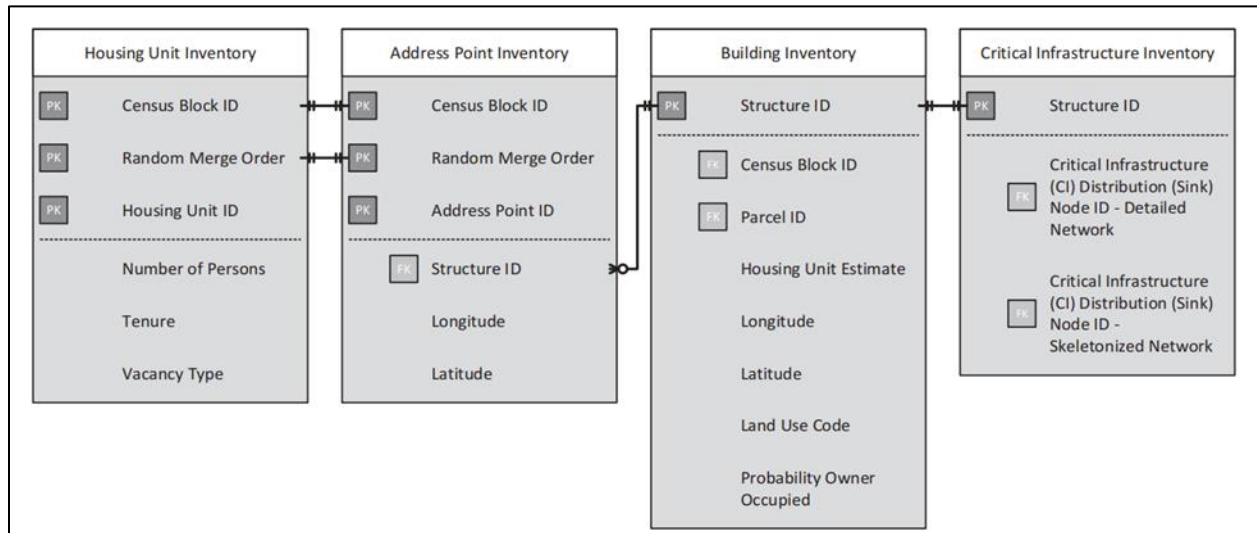 Housing Unit Inventory
PK Census Block ID
PK Random Merge Order
PK Housing Unit ID
Number of Persons
Tenure
Vacancy Type
Address Point Inventory
PK Census Block ID
PK Random Merge Order
PK Address Point ID
FK Structure ID
Longitude
Latitude
Building Inventory
PK Structure ID
FK Census Block ID
FK Parcel ID
Housing Unit Estimate
Longitude
Latitude
Land Use Code
Probability Owner
Occupied
Critical Infrastructure Inventory
PK Structure ID
Critical Infrastructure
(CI) Distribution (Sink)
FK Node ID - Detailed
Network
Critical Infrastructure
(CI) Distribution (Sink)
FK Node ID -
Skeletonized Network